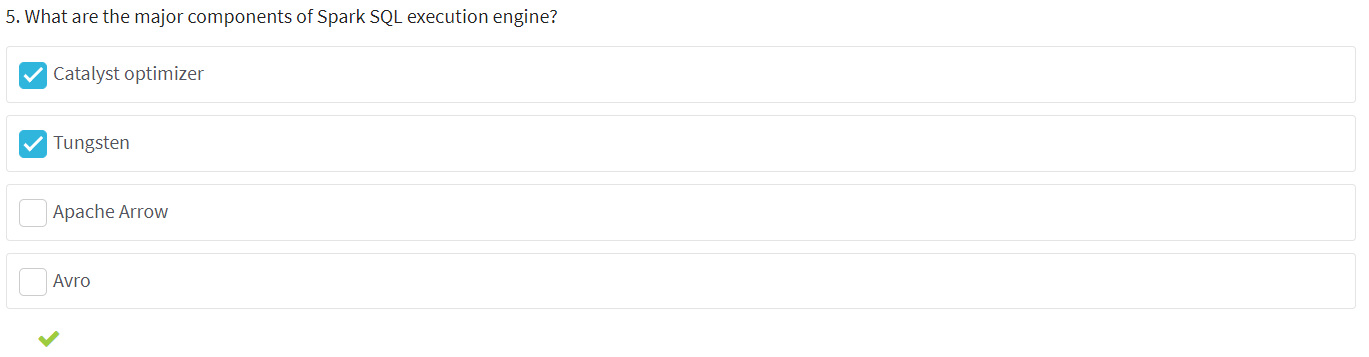 5. What are the major components of Spark SQL execution engine?
Catalyst optimizer
Tungsten
Apache Arrow
Avro